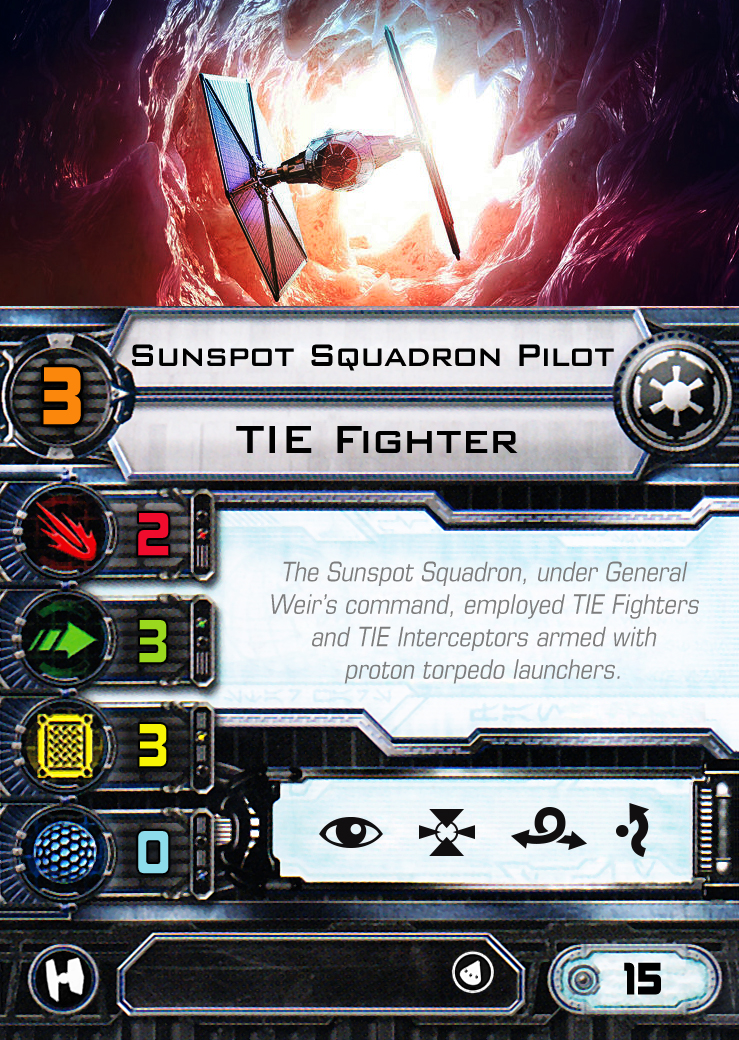 Sunspot Squadron Pilot
3
TIE Fighter
2
The Sunspot Squadron, under General
Weir's command, employed TIE Fighters
and TIE Interceptors armed with
proton torpedo launchers.
3
3
0
15